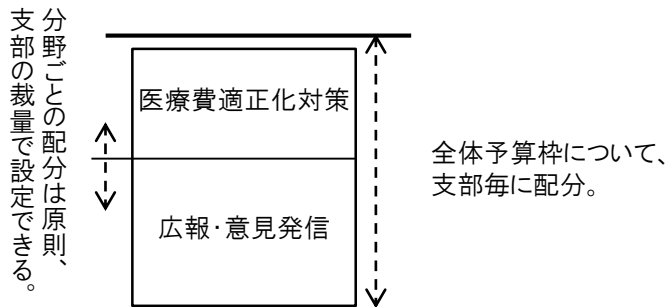 分野ごとの配分は原則、
支部の裁量で設定できる。
医療費適正化対策
広報・意見発信
全体予算枠について、
支部毎に配分。